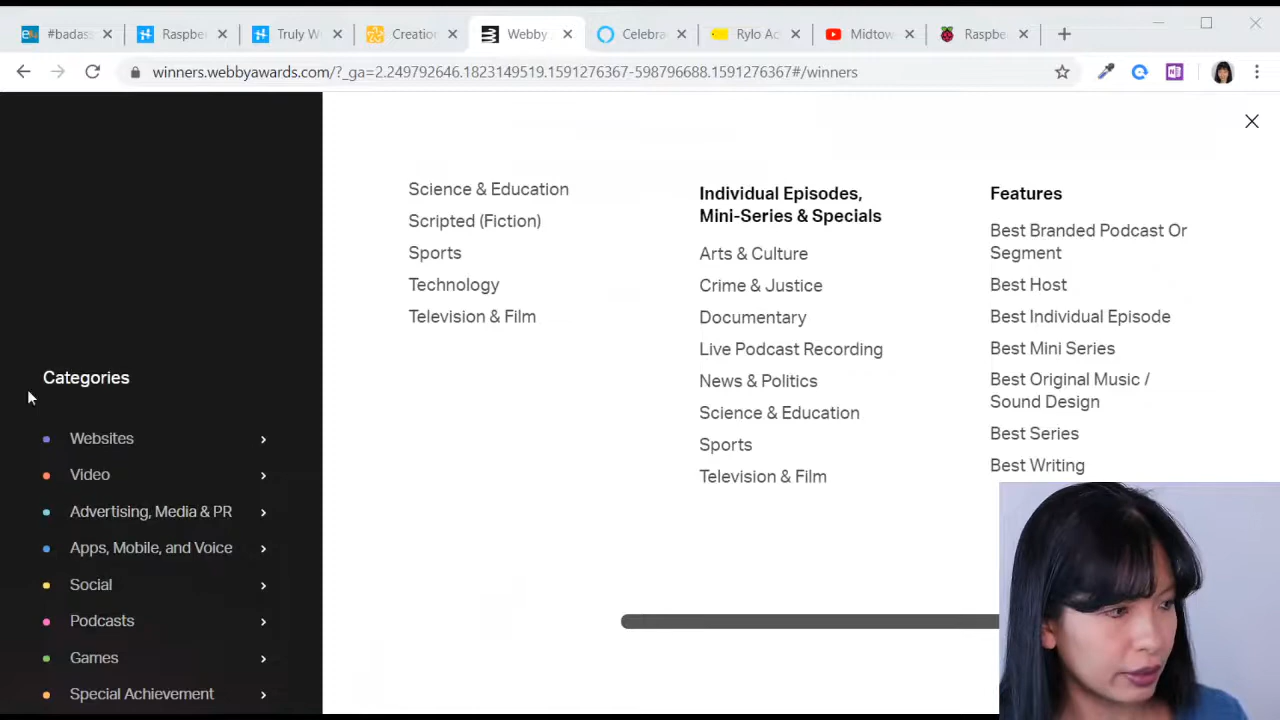 #badas
Raspbe
Truly W
Creation
Webby
Celebra
Rylo Ac
Midtow
Raspbe
winners.webbyawards.com/?_ga=2.249792646.1823149519.1591276367-598796688.1591276367#/winners
Science & Education
Scripted (Fiction)
Sports
Technology
Television & Film
Individual Episodes,
Mini-Series & Specials
Arts & Culture
Crime & Justice
Documentary
Live Podcast Recording
News & Politics
Science & Education
Sports
Television & Film
Features
Best Branded Podcast Or
Segment
Best Host
Best Individual Episode
Best Mini Series
Best Original Music /
Sound Design
Best Series
Best Writing
Categories
Websites
Video
Advertising, Media & PR
Apps, Mobile, and Voice
Social
Podcasts
Games
Special Achievement